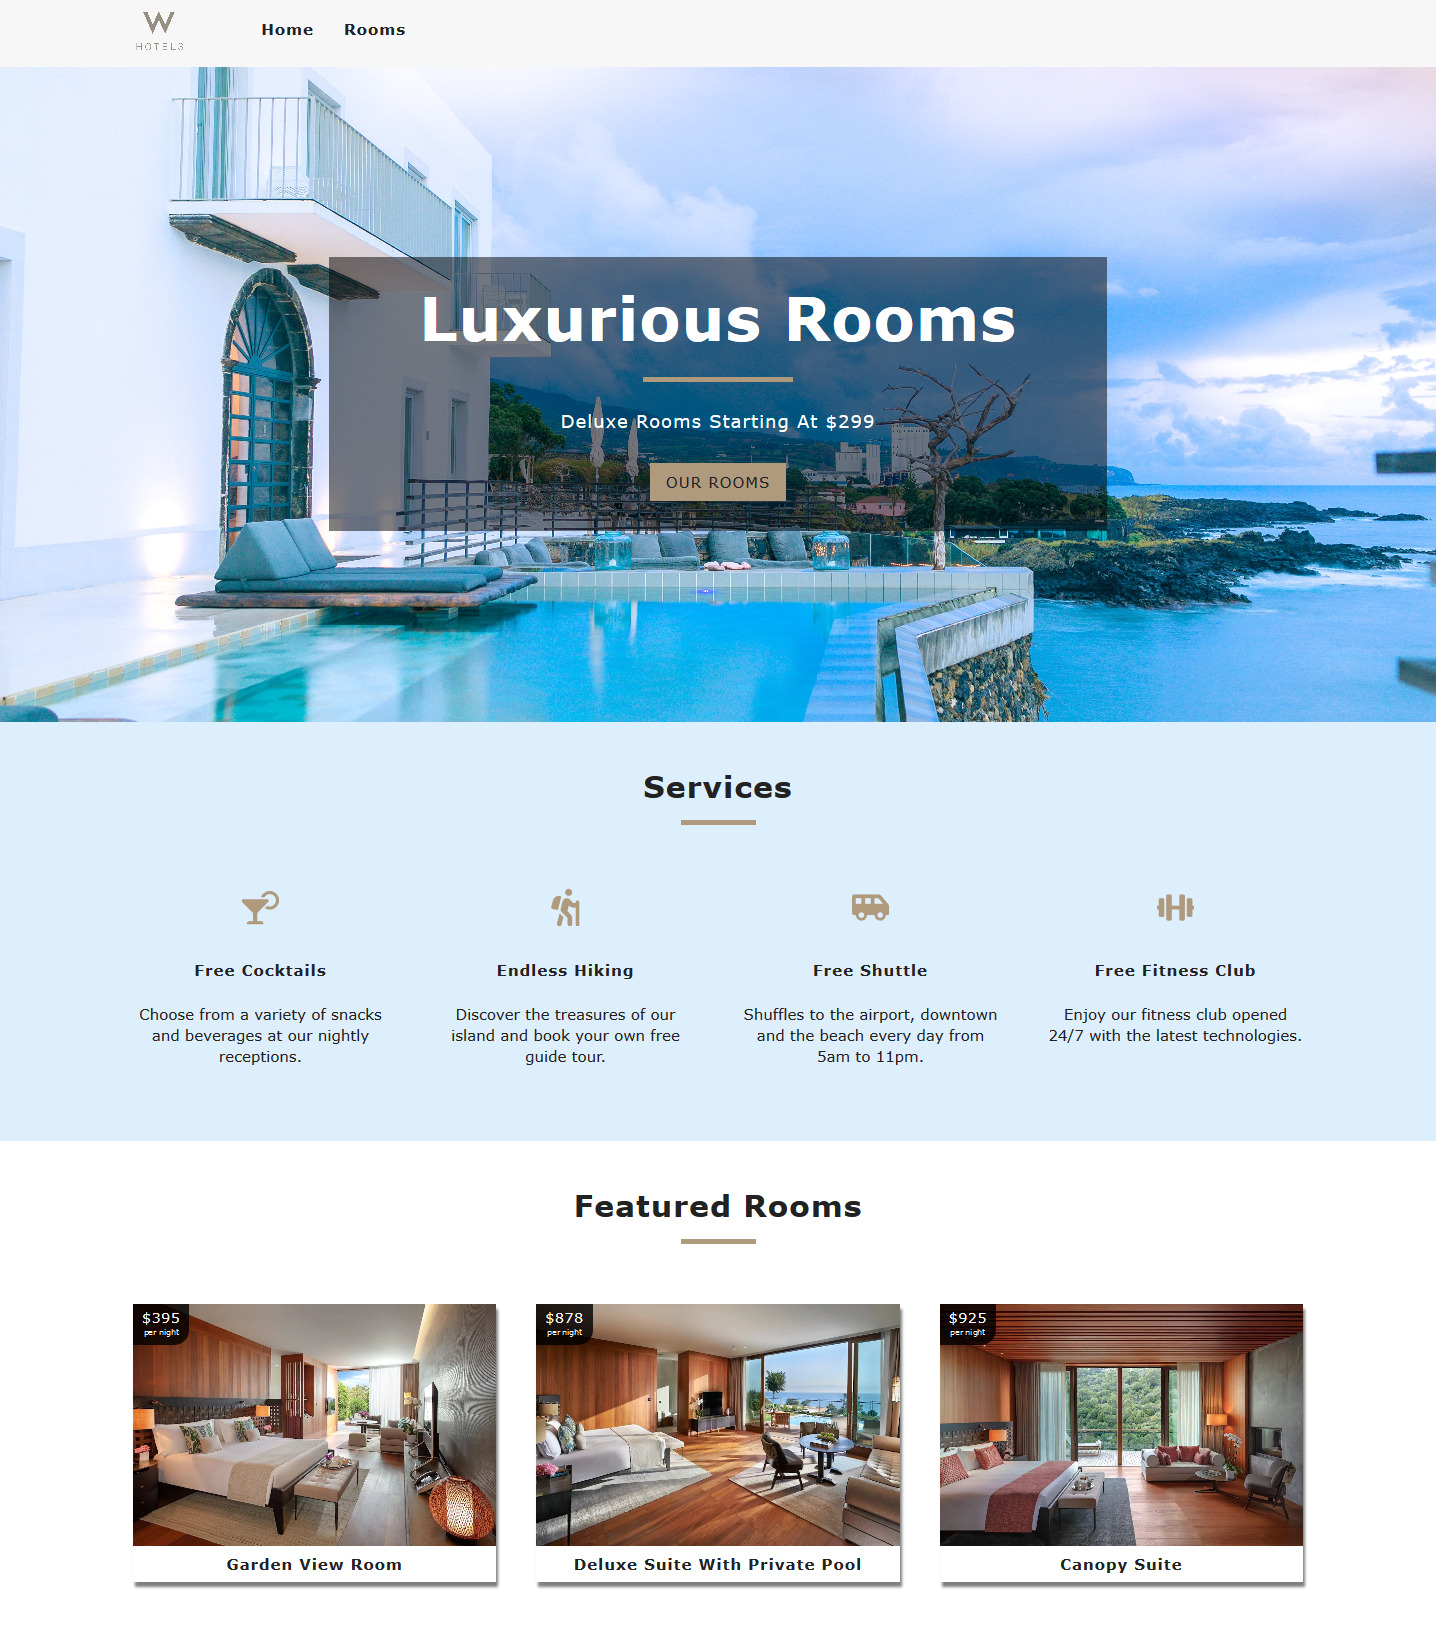 W
HOTELS
Home Rooms
Luxurious Rooms
Deluxe Rooms Starting At $299
OUR ROOMS
Services
Free Cocktails
Choose from a variety of snacks
and beverages at our nightly
receptions.
Endless Hiking
Discover the treasures of our
island and book your own free
guide tour.
Free Shuttle
Shuffles to the airport, downtown
and the beach every day from
5am to 11pm.
Free Fitness Club
Enjoy our fitness club opened
24/7 with the latest technologies.
Featured Rooms
$395
per night
Garden View Room
$878
per night
Deluxe Suite With Private Pool
$925
per night
Canopy Suite